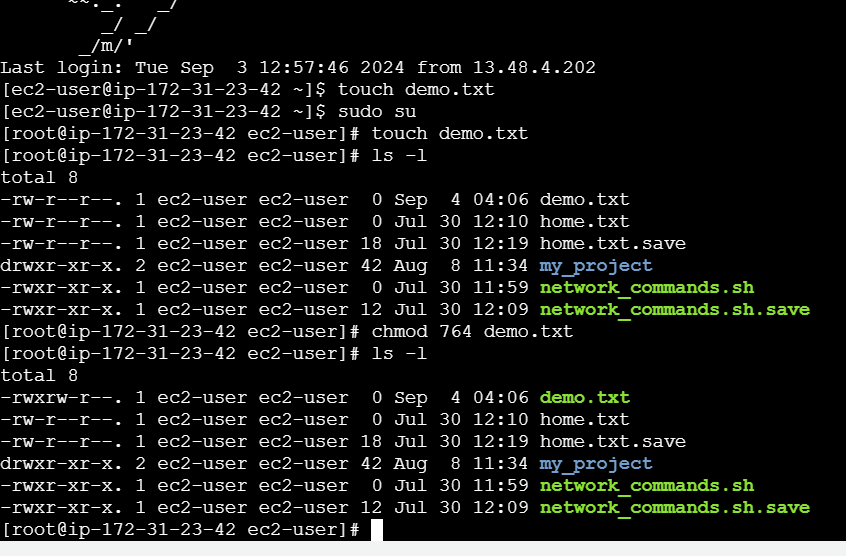 ~~._. _/
_/ _/
_/m/'
Last login: Tue Sep  3 12:57:46 2024 from 13.48.4.202
[ec2-user@ip-172-31-23-42 ~]$ touch demo.txt
[ec2-user@ip-172-31-23-42 ~]$ sudo su
[root@ip-172-31-23-42 ec2-user]# touch demo.txt
[root@ip-172-31-23-42 ec2-user]# ls -l
total 8
-rw-r--r--. 1 ec2-user ec2-user  0 Sep  4 04:06 demo.txt
-rw-r--r--. 1 ec2-user ec2-user  0 Jul 30 12:10 home.txt
-rw-r--r--. 1 ec2-user ec2-user 18 Jul 30 12:19 home.txt.save
drwxr-xr-x. 2 ec2-user ec2-user 42 Aug  8 11:34 my_project
-rwxr-xr-x. 1 ec2-user ec2-user  0 Jul 30 11:59 network_commands.sh
-rwxr-xr-x. 1 ec2-user ec2-user 12 Jul 30 12:09 network_commands.sh.save
[root@ip-172-31-23-42 ec2-user]# chmod 764 demo.txt
[root@ip-172-31-23-42 ec2-user]# ls -l
total 8
-rwxrw-r--. 1 ec2-user ec2-user  0 Sep  4 04:06 demo.txt
-rw-r--r--. 1 ec2-user ec2-user  0 Jul 30 12:10 home.txt
-rw-r--r--. 1 ec2-user ec2-user 18 Jul 30 12:19 home.txt.save
drwxr-xr-x. 2 ec2-user ec2-user 42 Aug  8 11:34 my_project
-rwxr-xr-x. 1 ec2-user ec2-user  0 Jul 30 11:59 network_commands.sh
-rwxr-xr-x. 1 ec2-user ec2-user 12 Jul 30 12:09 network_commands.sh.save
[root@ip-172-31-23-42 ec2-user]#